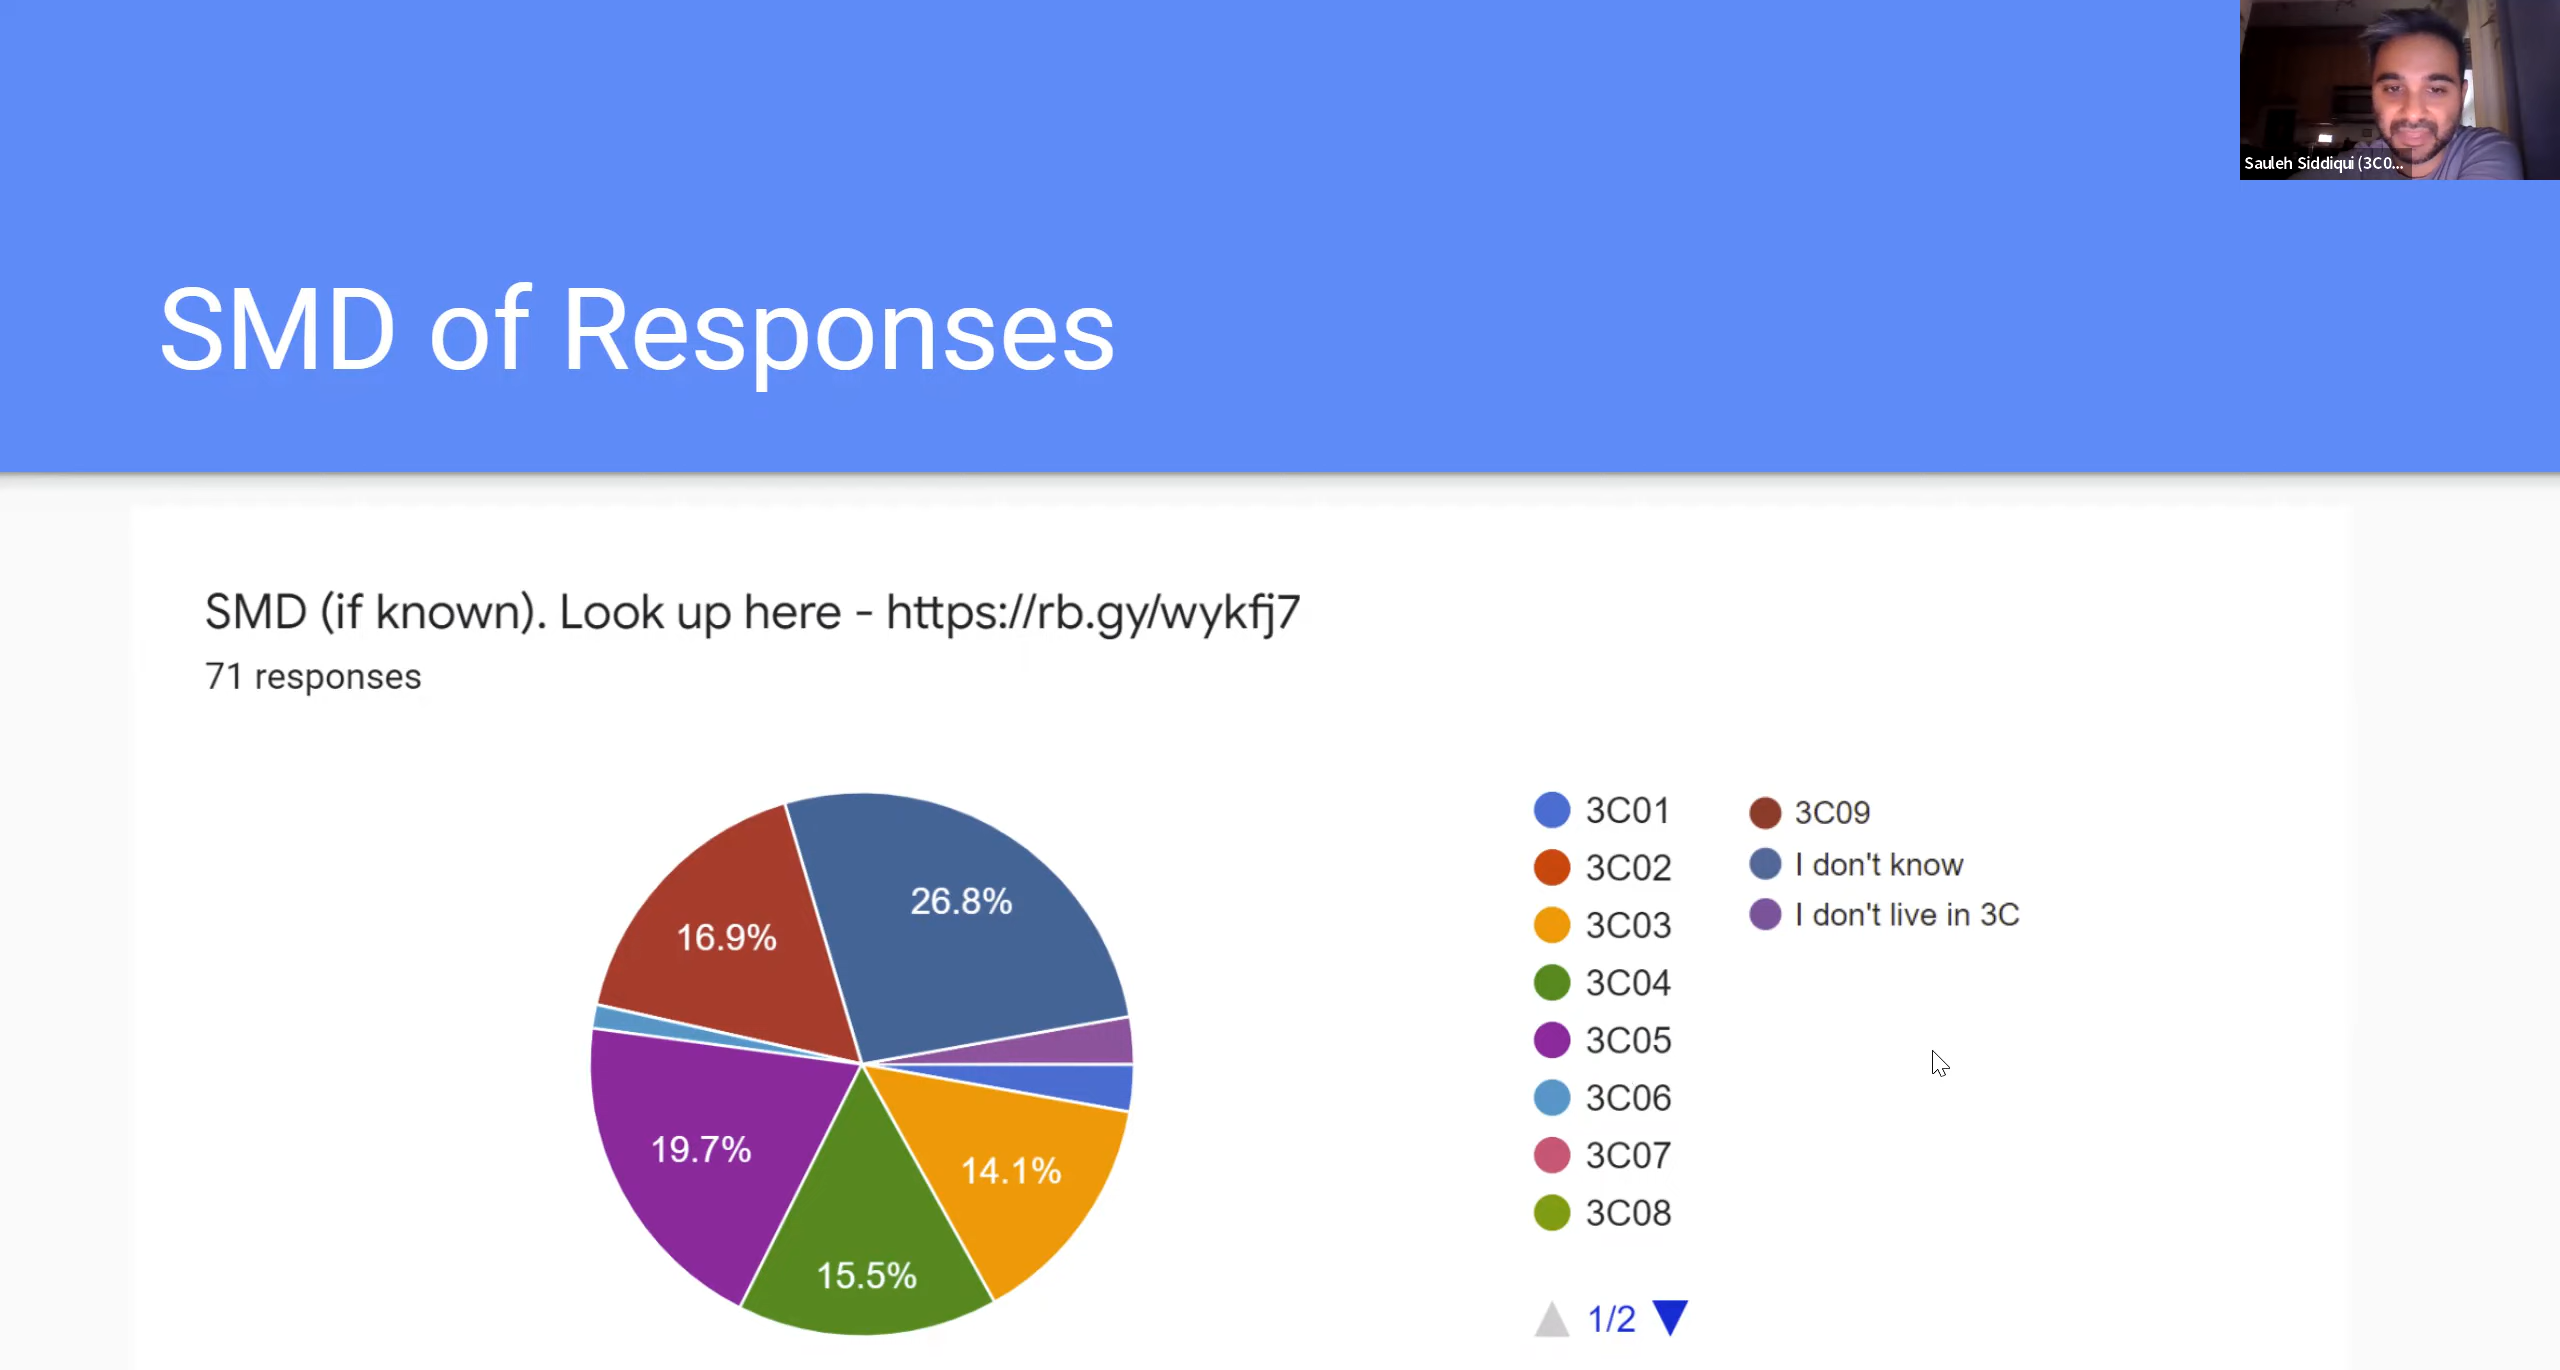 Sauleh Siddiqui (3C0...
SMD of Responses
SMD (if known). Look up here - https://rb.gy/wykfj7
71 responses
26.8%
16.9%
19.7%
14.1%
15.5%
3C01
3C02
3C03
3C04
3C05
3C06
3C07
3C08
3C09
I don't know
I don't live in 3C
1/2